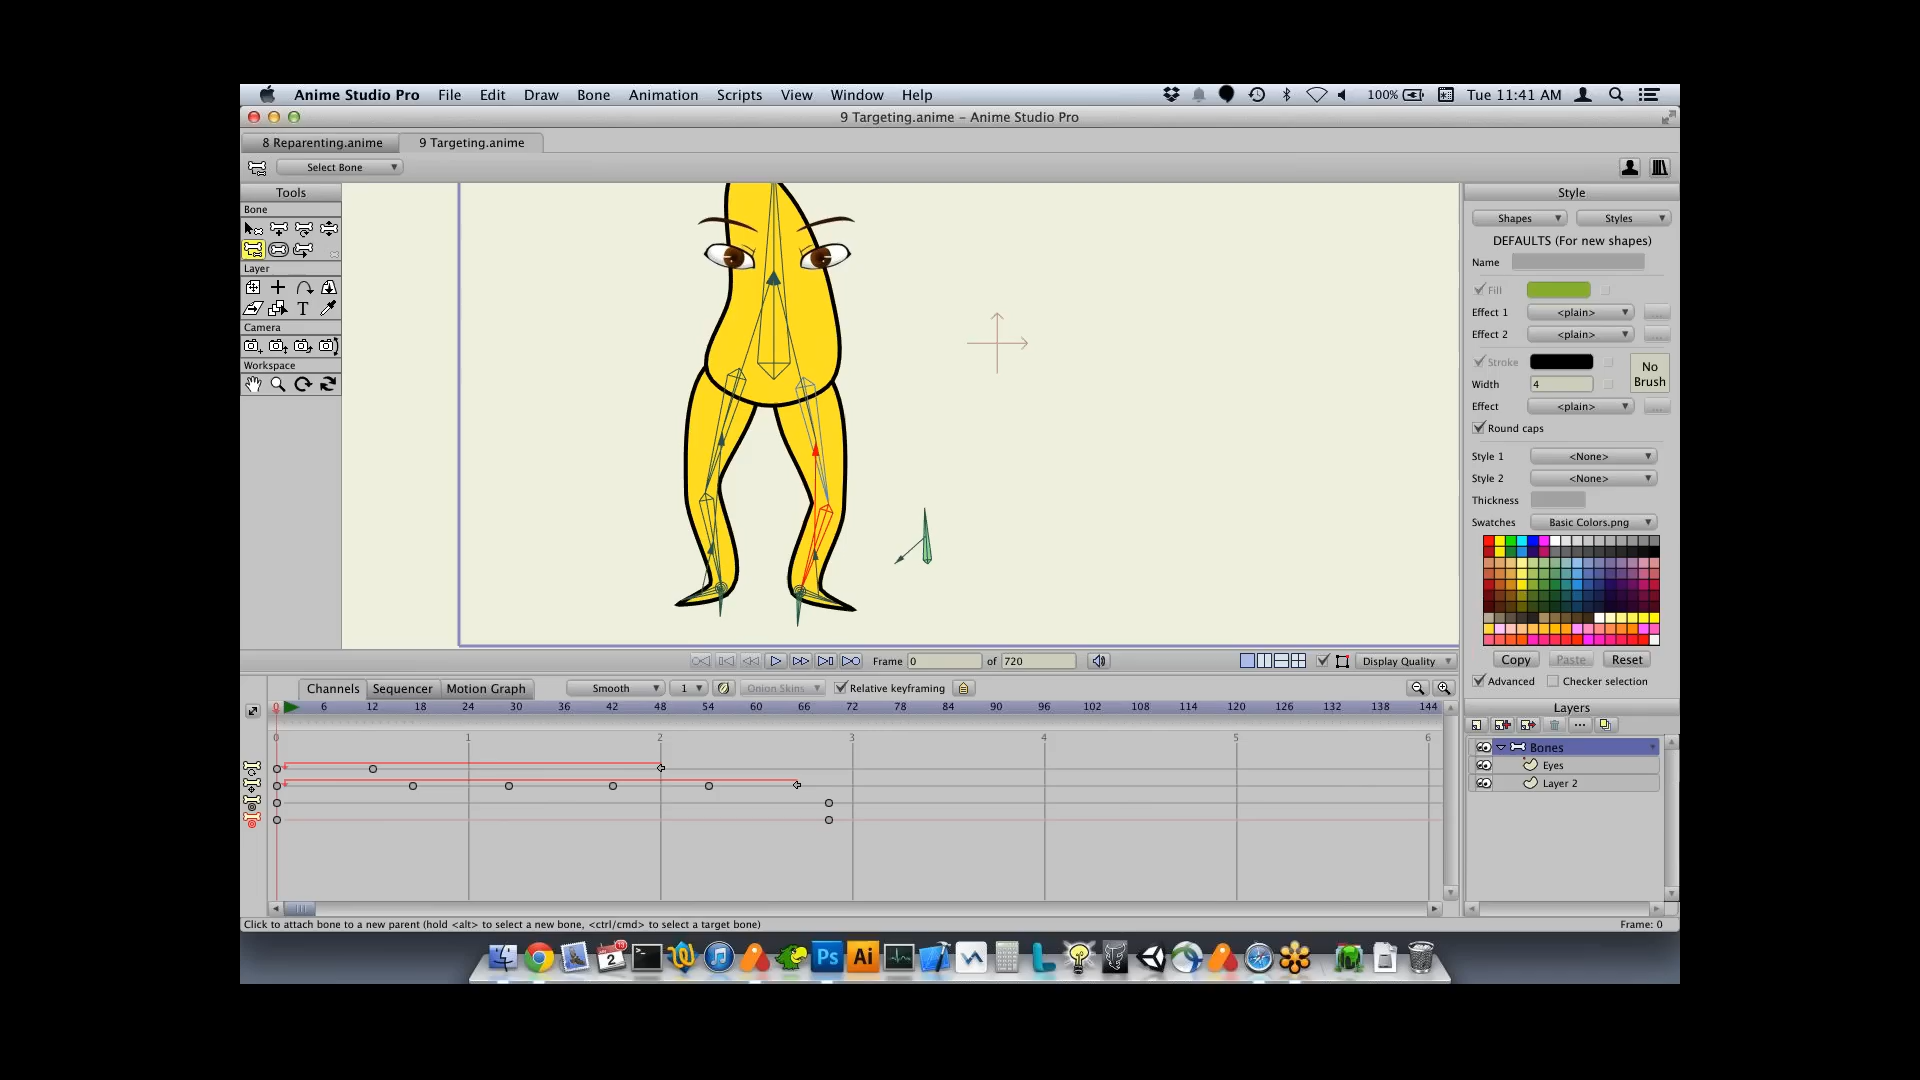 Anime Studio Pro File Edit Draw Bone Animation Scripts View Window Help 100% Tue 11:41 AM
9 Targeting.anime – Anime Studio Pro
8 Reparenting.anime 9 Targeting.anime
Select Bone
Tools
Bone
Layer
T
Camera
Workspace
Style
Shapes Styles
DEFAULTS (For new shapes)
Name
Fill
Effect 1 <plain>
Effect 2 <plain>
Stroke
Width 4
No
Brush
Effect <plain>
Round caps
Style 1 <None>
Style 2 <None>
Thickness
Swatches Basic Colors.png
Copy Paste Reset
Advanced Checker selection
Frame 0 of 720 Display Quality
Channels Sequencer Motion Graph Smooth 1 Onion Skins Relative keyframing
0 6 12 18 24 30 36 42 48 54 60 66 72 78 84 90 96 102 108 114 120 126 132 138 144
0 1 2 3 4 5 6
Layers
Bones
Eyes
Layer 2
Click to attach bone to a new parent (hold <alt> to select a new bone, <ctrl/cmd> to select a target bone) Frame: 0
13
2
Ps
Ai